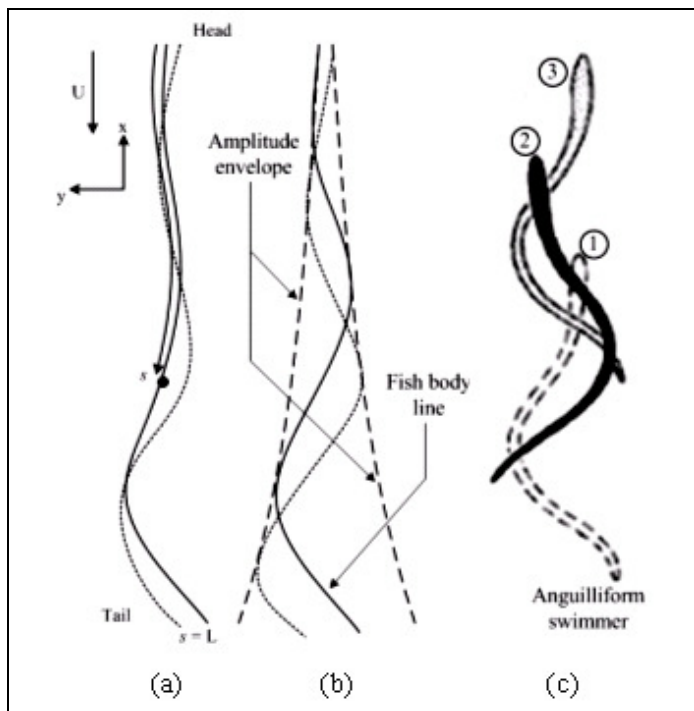 Head
U
x
y
s
Tail
s = L
(a)
Amplitude
envelope
Fish body
line
(b)
3
2
1
Anguilliform
swimmer
(c)